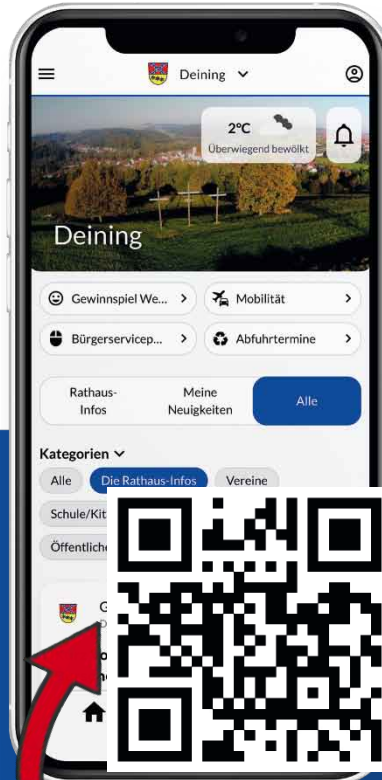 Deining
2°C
Überwiegend bewölkt
Deining
Gewinnspiel We...
Mobilität
Bürgerservicep...
Abfuhrtermine
Rathaus-
Infos
Meine
Neuigkeiten
Alle
Kategorien
Alle
Die Rathaus-Infos
Vereine
Schule/Kit
Öffentliche
G